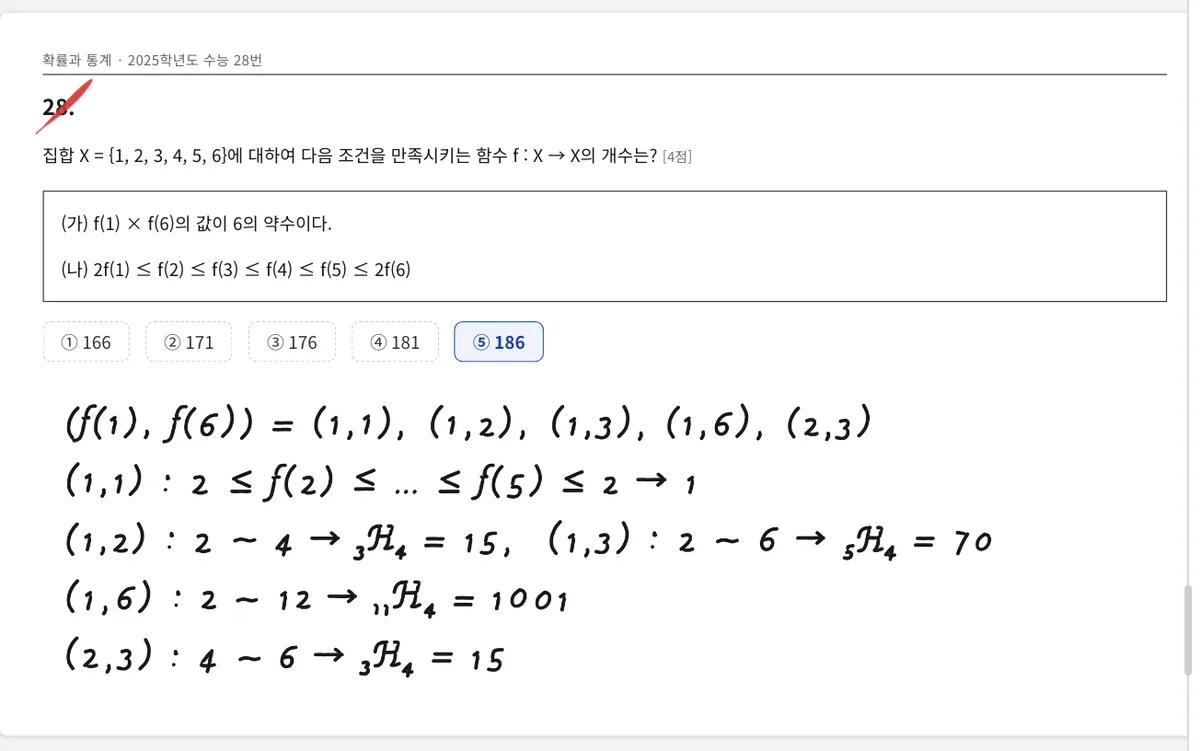 확률과 통계 · 2025학년도 수능 28번
28.
집합 X = {1, 2, 3, 4, 5, 6}에 대하여 다음 조건을 만족시키는 함수 f : X → X의 개수는? [4점]
(가) f(1) × f(6)의 값이 6의 약수이다.
(나) 2f(1) ≤ f(2) ≤ f(3) ≤ f(4) ≤ f(5) ≤ 2f(6)
① 166 ② 171 ③ 176 ④ 181 ⑤ 186
(f(1), f(6)) = (1,1), (1,2), (1,3), (1,6), (2,3)
(1,1) : 2 ≤ f(2) ≤ ... ≤ f(5) ≤ 2 → 1
(1,2) : 2 ~ 4 → ₃H₄ = 15, (1,3) : 2 ~ 6 → ₅H₄ = 70
(1,6) : 2 ~ 12 → ₁₁H₄ = 1001
(2,3) : 4 ~ 6 → ₃H₄ = 15